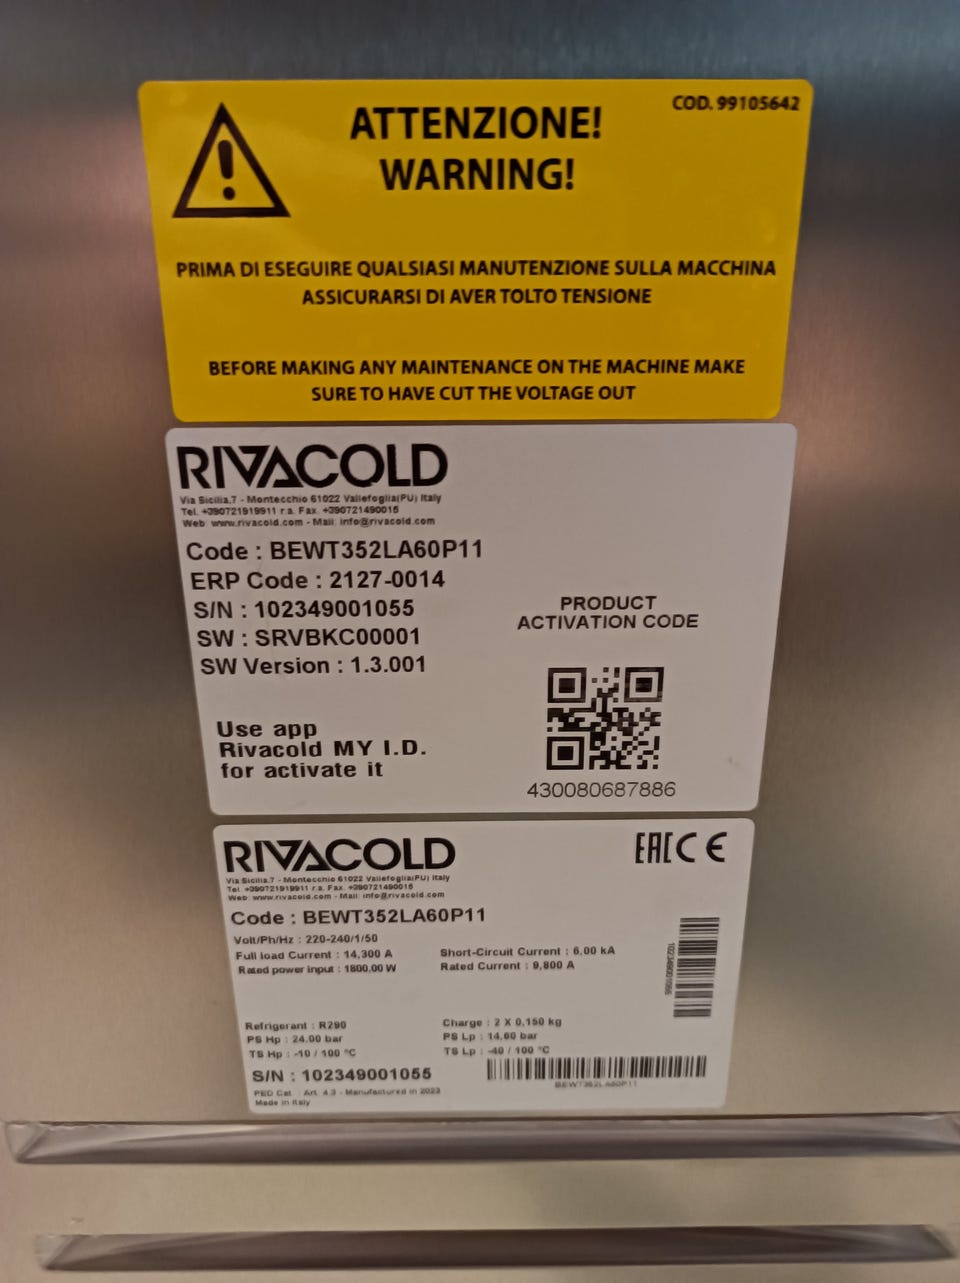 COD. 99105642
ATTENZIONE!
WARNING!
PRIMA DI ESEGUIRE QUALSIASI MANUTENZIONE SULLA MACCHINA
ASSICURARSI DI AVER TOLTO TENSIONE
BEFORE MAKING ANY MAINTENANCE ON THE MACHINE MAKE
SURE TO HAVE CUT THE VOLTAGE OUT
RIVACOLD
Via Sicilia,7 - Montecchio 61022 Vallefoglia(PU) Italy
Tel. +390721919911 r.a. Fax. +390721490015
Web: www.rivacold.com - Mail: info@rivacold.com
Code : BEWT352LA60P11
ERP Code : 2127-0014
S/N : 102349001055
SW : SRVBKC00001
SW Version : 1.3.001
PRODUCT
ACTIVATION CODE
Use app
Rivacold MY I.D.
for activate it
430080687886
RIVACOLD
EAC CE
Via Sicilia,7 - Montecchio 61022 Vallefoglia(PU) Italy
Tel. +390721919911 r.a. Fax. +390721490015
Web: www.rivacold.com - Mail: info@rivacold.com
Code : BEWT352LA60P11
Volt/Ph/Hz : 220-240/1/50
Full load Current : 14,300 A Short-Circuit Current : 6,00 kA
Rated power input : 1800,00 W Rated Current : 9,800 A
102349001055
Refrigerant : R290 Charge : 2 X 0,150 kg
PS Hp : 24,00 bar PS Lp : 14,60 bar
TS Hp : -10 / 100 °C TS Lp : -40 / 100 °C
S/N : 102349001055
BEWT352LA60P11
PED Cat. : Art. 4.3 - Manufactured in 2023
Made in Italy